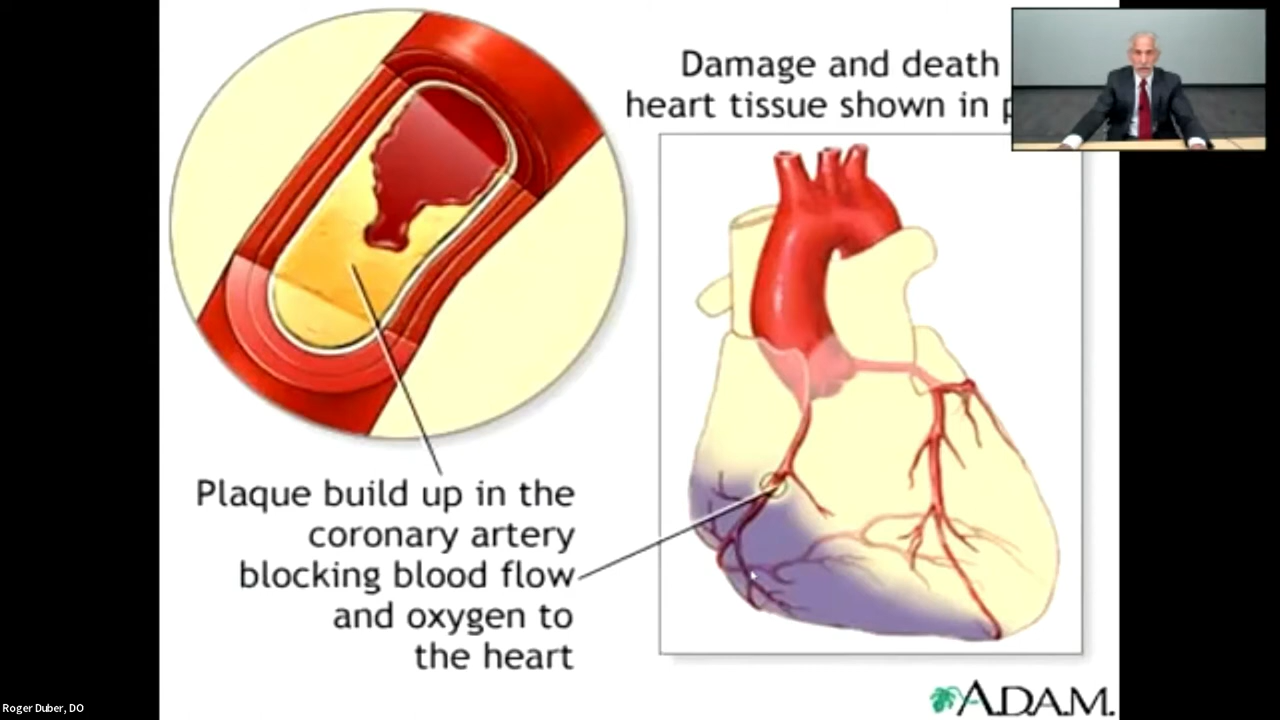 Damage and death
heart tissue shown in p
Plaque build up in the
coronary artery
blocking blood flow
and oxygen to
the heart
A.D.A.M.
Roger Duber, DO